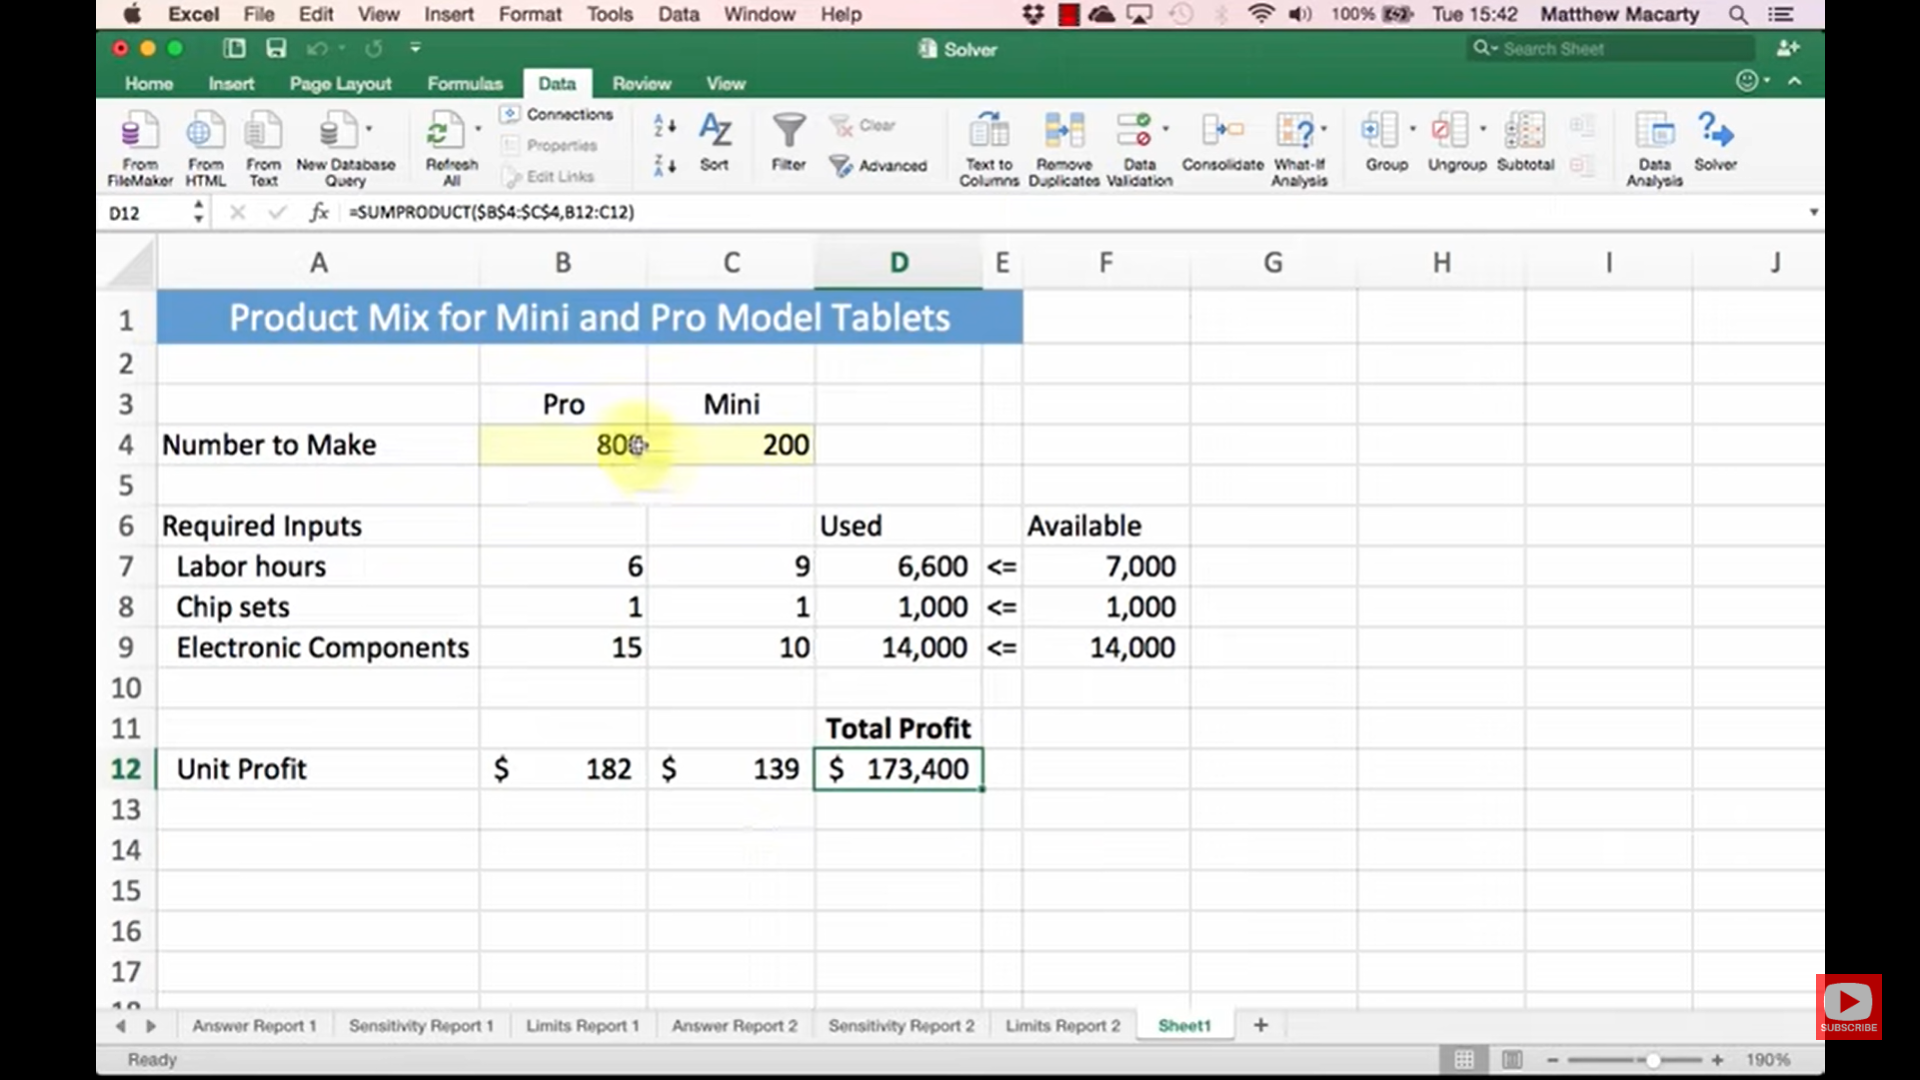 Excel File Edit View Insert Format Tools Data Window Help 100% Tue 15:42 Matthew Macarty
Solver Search Sheet
Home Insert Page Layout Formulas Data Review View
From FileMaker
From HTML
From Text
New Database Query
Refresh All
Connections
Properties
Edit Links
Sort
Filter
Clear
Advanced
Text to Columns
Remove Duplicates
Data Validation
Consolidate
What-If Analysis
Group
Ungroup
Subtotal
Data Analysis
Solver
D12 fx =SUMPRODUCT($B$4:$C$4,B12:C12)
A B C D E F G H I J
1 Product Mix for Mini and Pro Model Tablets
2
3 Pro Mini
4 Number to Make 800 200
5
6 Required Inputs Used Available
7 Labor hours 6 9 6,600 <= 7,000
8 Chip sets 1 1 1,000 <= 1,000
9 Electronic Components 15 10 14,000 <= 14,000
10
11 Total Profit
12 Unit Profit $ 182 $ 139 $ 173,400
13
14
15
16
17
Answer Report 1 Sensitivity Report 1 Limits Report 1 Answer Report 2 Sensitivity Report 2 Limits Report 2 Sheet1 +
SUBSCRIBE
Ready 190%